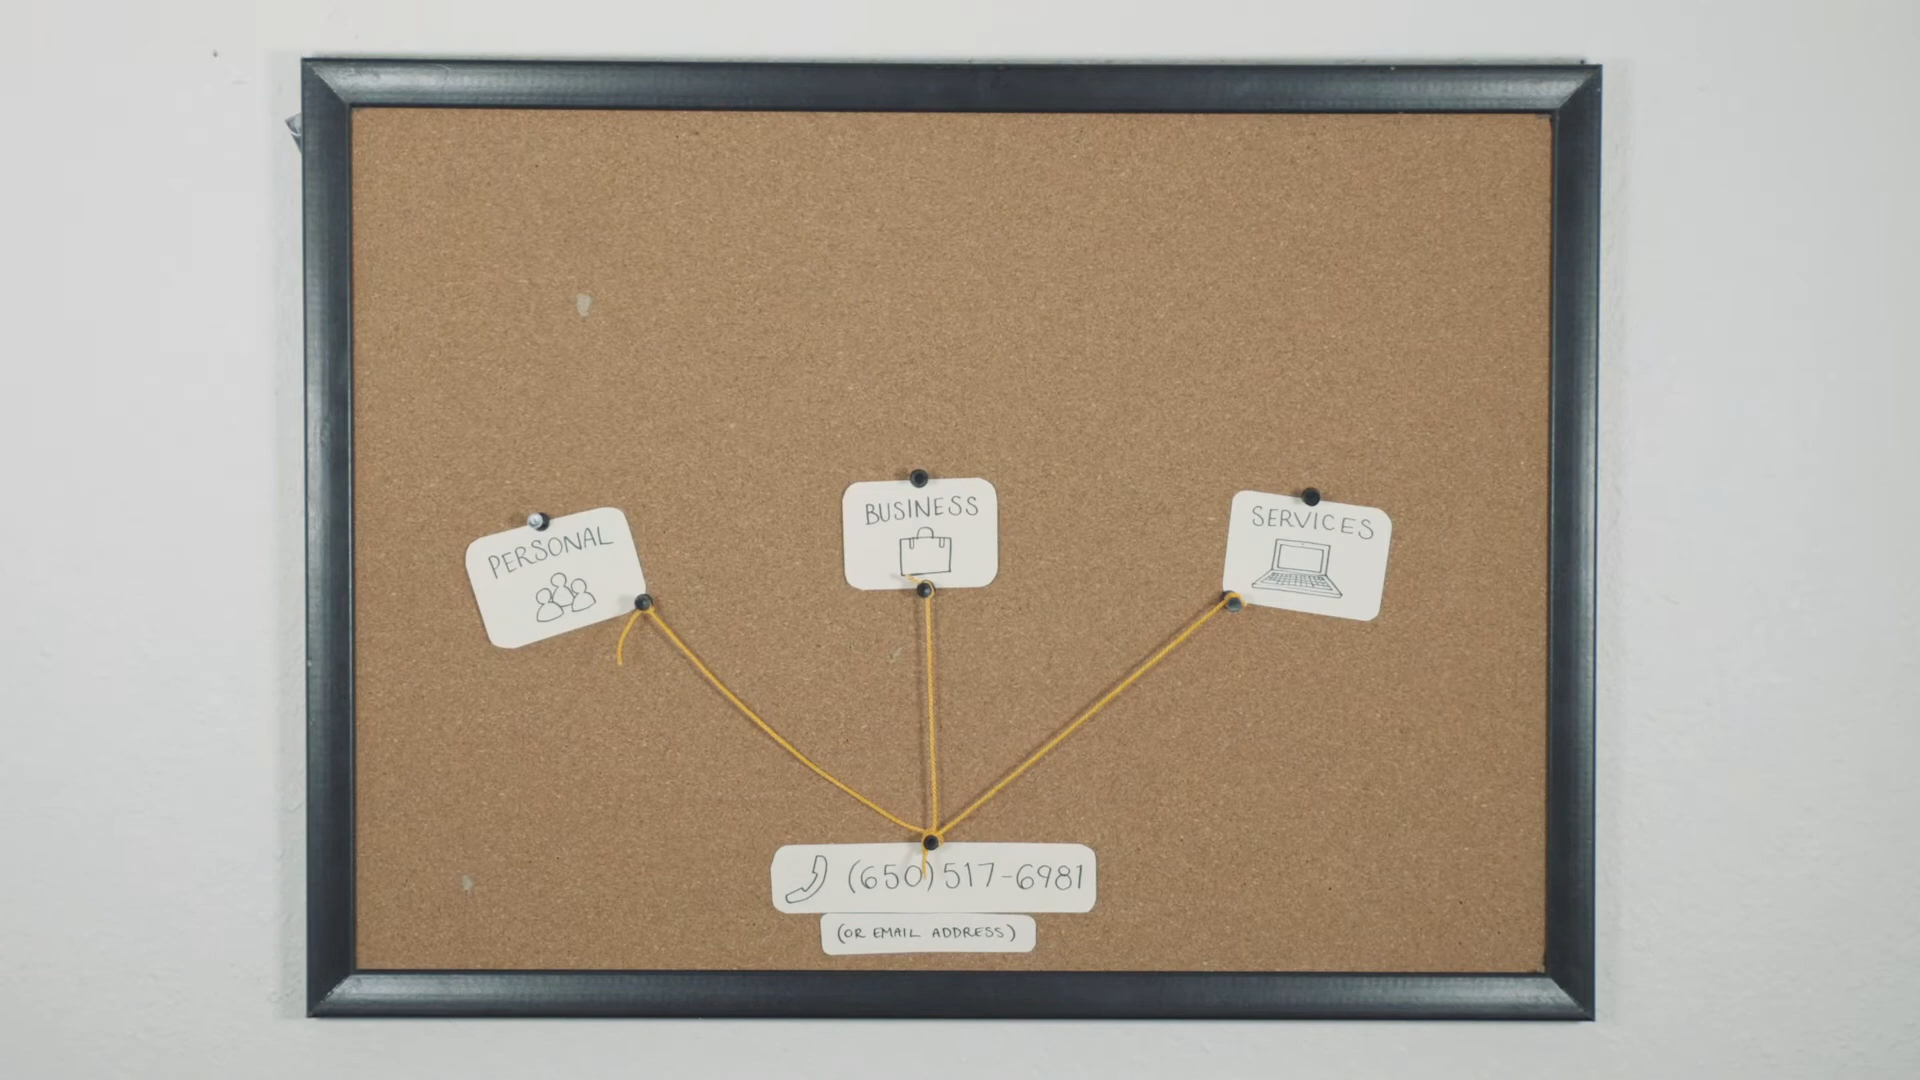 PERSONAL
BUSINESS
SERVICES
(650)517-6981
(OR EMAIL ADDRESS)